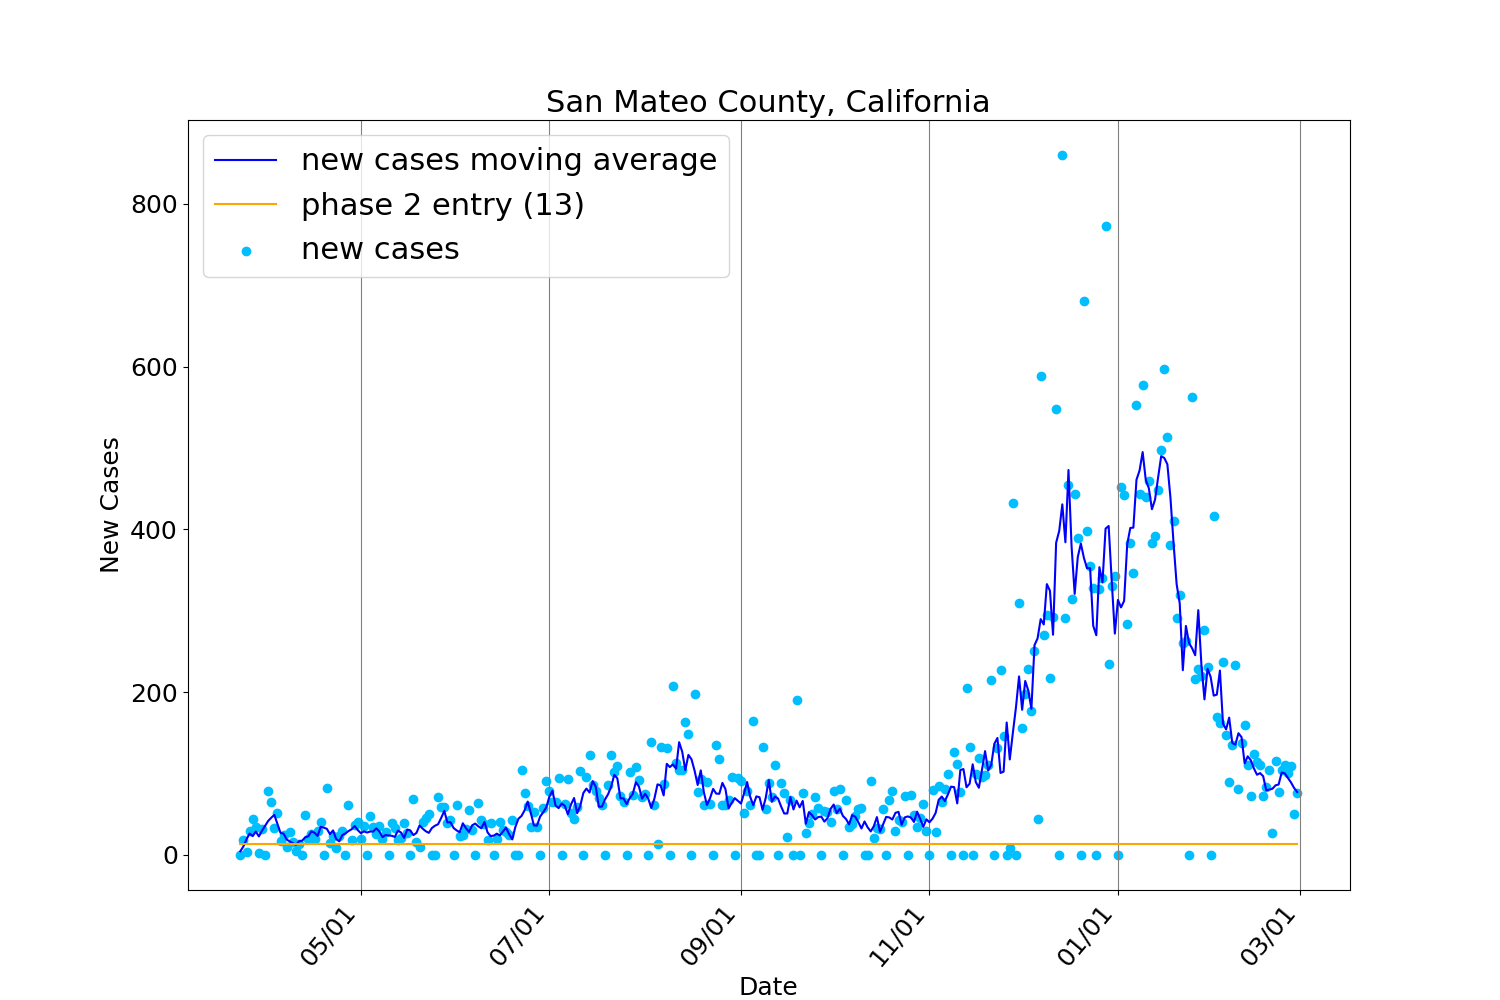 San Mateo County, California
new cases moving average
phase 2 entry (13)
new cases
800
600
400
200
0
New Cases
05/01
07/01
09/01
11/01
01/01
03/01
Date